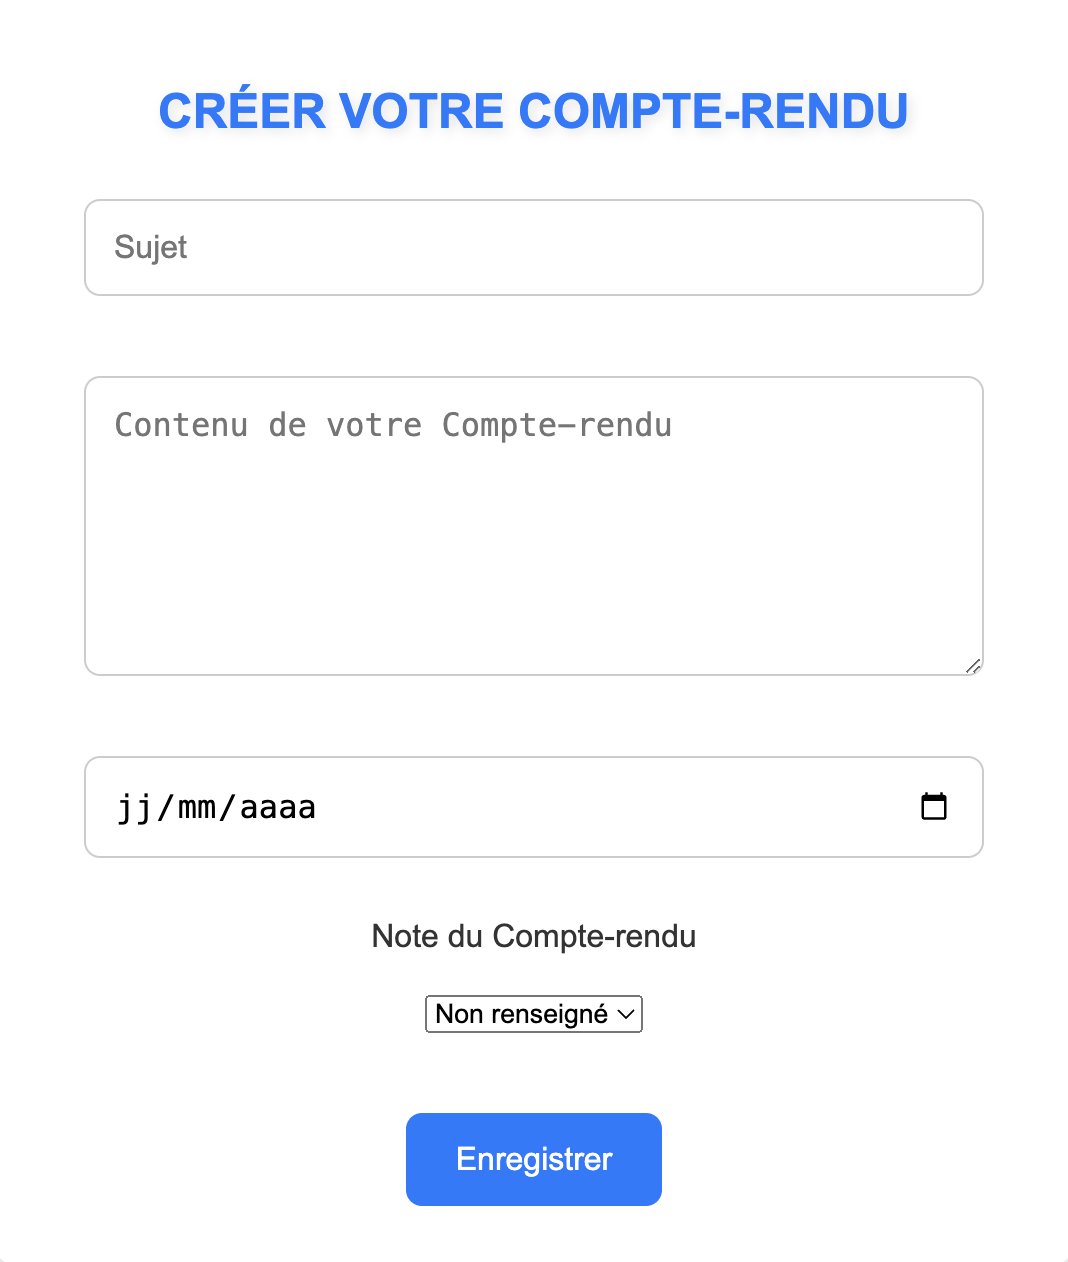 CRÉER VOTRE COMPTE-RENDU
Sujet
Contenu de votre Compte-rendu
jj/mm/aaaa
Note du Compte-rendu
Non renseigné
Enregistrer